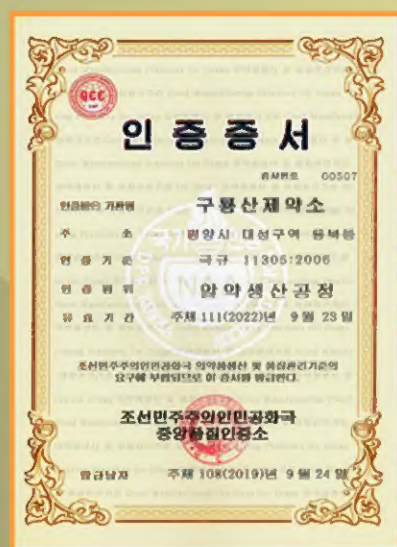 QCC
인증증서
증서번호 00507
인증받은 기관명 구룡산제약소
주 소 평양시 대성구역 룡북동
인증기준 국규 11305:2006
인증범위 알약생산공정
유효기간 주체 111(2022)년 9월 23일
조선민주주의인민공화국 의약품생산 및 품질관리기준의
요구에 부합되므로 이 증서를 발급한다.
조선민주주의인민공화국
중앙품질인증소
발급날자 주체 108(2019)년 9월 24일